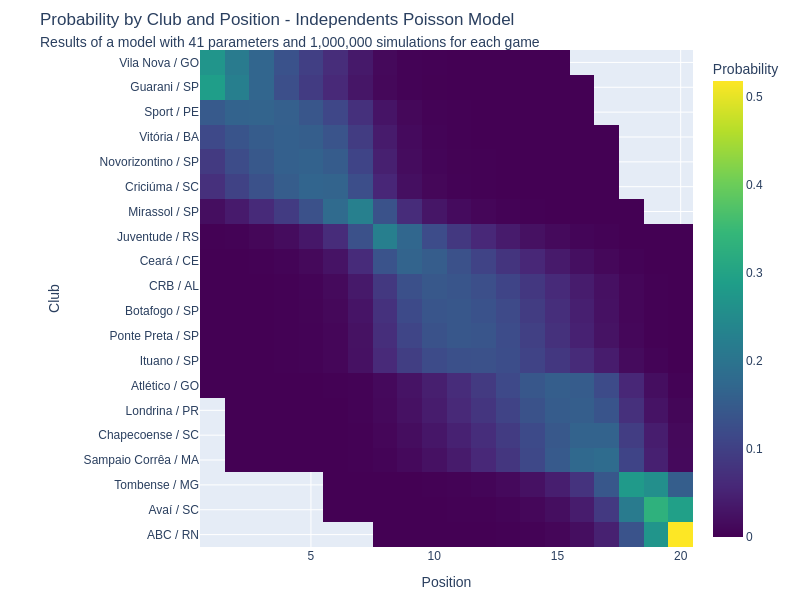 Probability by Club and Position - Independents Poisson Model
Results of a model with 41 parameters and 1,000,000 simulations for each game
Probability
0.5
0.4
0.3
0.2
0.1
0
Club
Vila Nova / GO
Guarani / SP
Sport / PE
Vitória / BA
Novorizontino / SP
Criciúma / SC
Mirassol / SP
Juventude / RS
Ceará / CE
CRB / AL
Botafogo / SP
Ponte Preta / SP
Ituano / SP
Atlético / GO
Londrina / PR
Chapecoense / SC
Sampaio Corrêa / MA
Tombense / MG
Avaí / SC
ABC / RN
5 10 15 20
Position